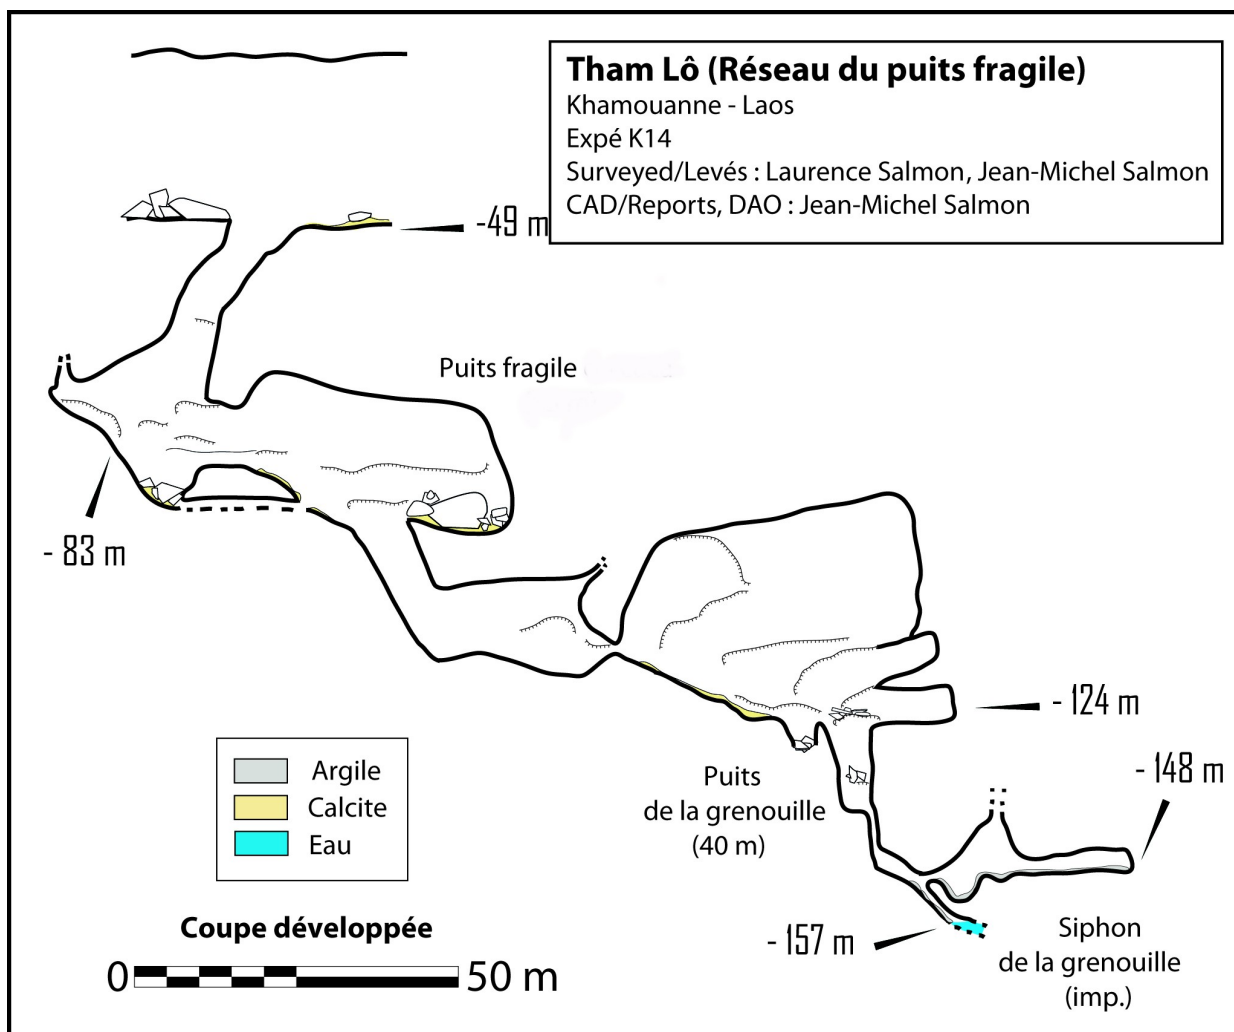 Tham Lô (Réseau du puits fragile)
Khamouanne - Laos
Expé K14
Surveyed/Levés : Laurence Salmon, Jean-Michel Salmon
CAD/Reports, DAO : Jean-Michel Salmon
-49 m
Puits fragile
- 83 m
- 124 m
- 148 m
Puits
de la grenouille
(40 m)
Argile
Calcite
Eau
- 157 m
Siphon
de la grenouille
(imp.)
Coupe développée
0 50 m